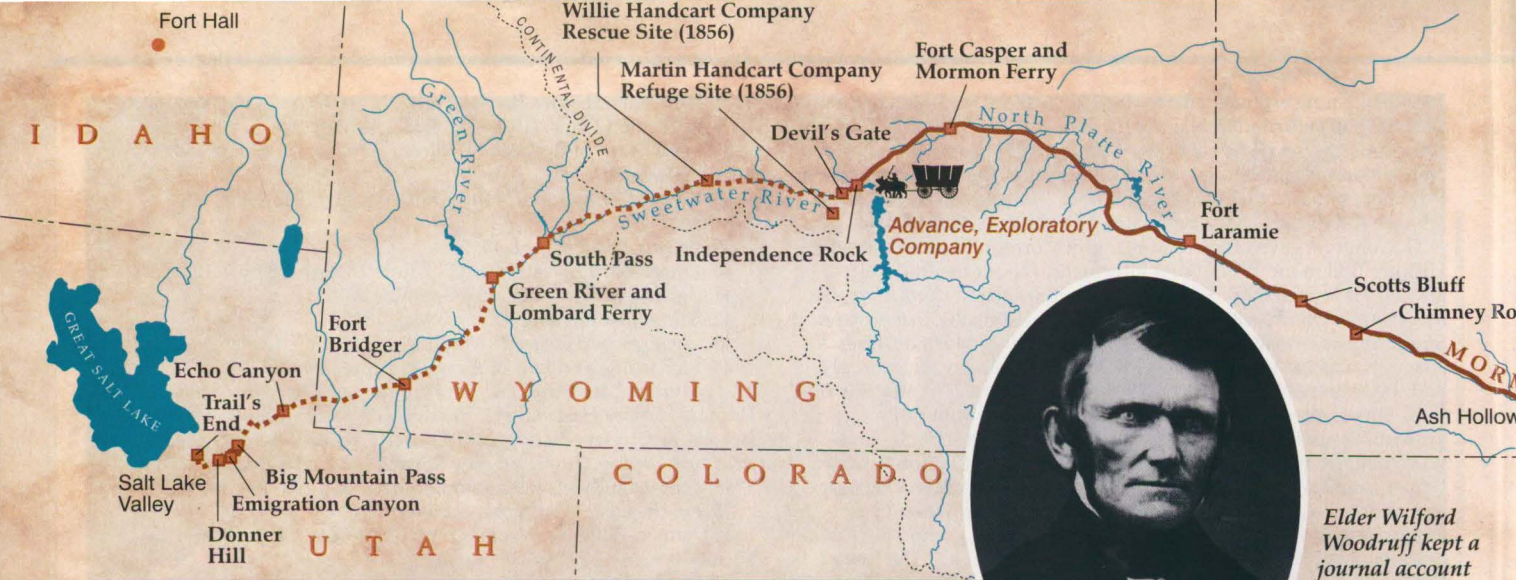 Fort Hall
Willie Handcart Company
Rescue Site (1856)
CONTINENTAL DIVIDE
Martin Handcart Company
Refuge Site (1856)
Fort Casper and
Mormon Ferry
Devil's Gate
North Platte River
Green River
IDAHO
Sweetwater River
Advance, Exploratory
Company
Fort
Laramie
South Pass
Independence Rock
Green River and
Lombard Ferry
Scotts Bluff
Chimney Ro
GREAT SALT LAKE
Fort
Bridger
MORM
Echo Canyon
WYOMING
Trail's
End
Ash Hollow
Salt Lake
Valley
Big Mountain Pass
Emigration Canyon
COLORADO
Donner
Hill
UTAH
Elder Wilford
Woodruff kept a
journal account